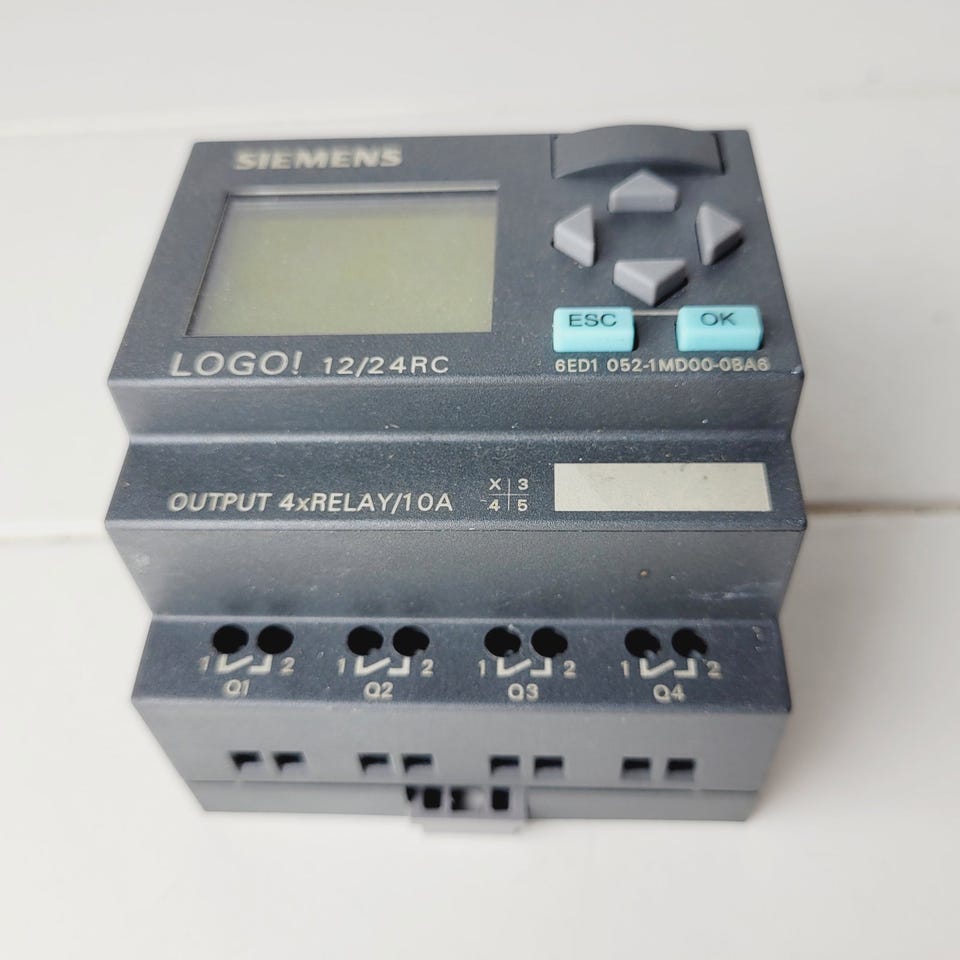 SIEMENS
ESC OK
LOGO! 12/24RC
6ED1 052-1MD00-0BA6
OUTPUT 4xRELAY/10A
X 3
4 5
1 2 1 2 1 2 1 2
Q1 Q2 Q3 Q4